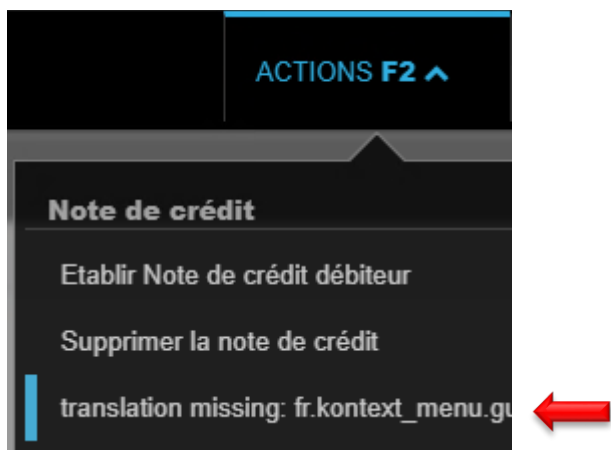 ACTIONS F2
Note de crédit
Etablir Note de crédit débiteur
Supprimer la note de crédit
translation missing: fr.kontext_menu.gu